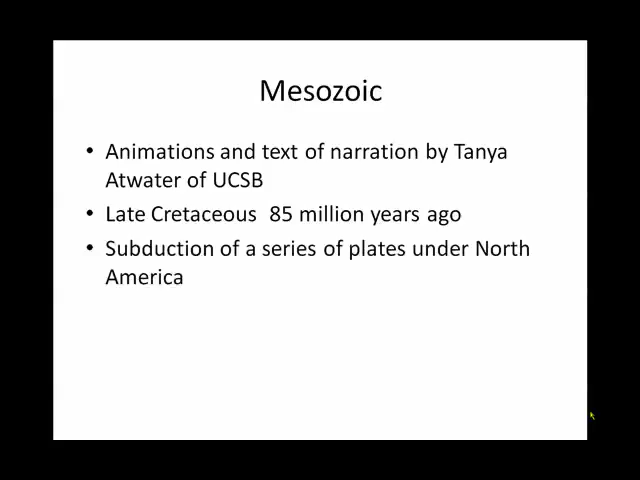 Mesozoic
• Animations and text of narration by Tanya
Atwater of UCSB
• Late Cretaceous  85 million years ago
• Subduction of a series of plates under North
America